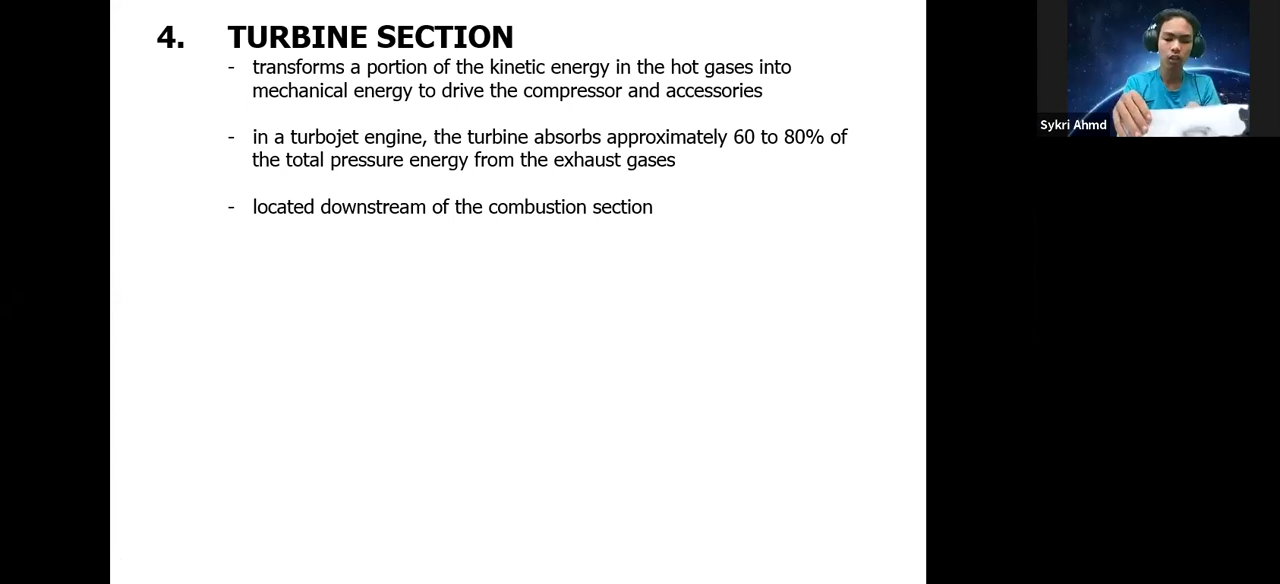 4. TURBINE SECTION
- transforms a portion of the kinetic energy in the hot gases into
mechanical energy to drive the compressor and accessories
- in a turbojet engine, the turbine absorbs approximately 60 to 80% of
the total pressure energy from the exhaust gases
- located downstream of the combustion section
Sykri Ahmd